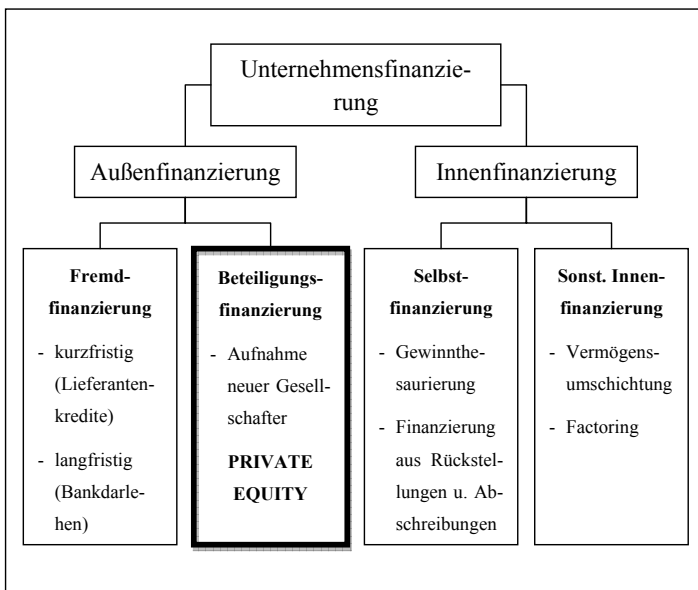 Unternehmensfinanzie-
rung
Außenfinanzierung
Innenfinanzierung
Fremd-
finanzierung
- kurzfristig
(Lieferanten-
kredite)
- langfristig
(Bankdarle-
hen)
Beteiligungs-
finanzierung
- Aufnahme
neuer Gesell-
schafter
PRIVATE
EQUITY
Selbst-
finanzierung
- Gewinnthe-
saurierung
- Finanzierung
aus Rückstel-
lungen u. Ab-
schreibungen
Sonst. Innen-
finanzierung
- Vermögens-
umschichtung
- Factoring